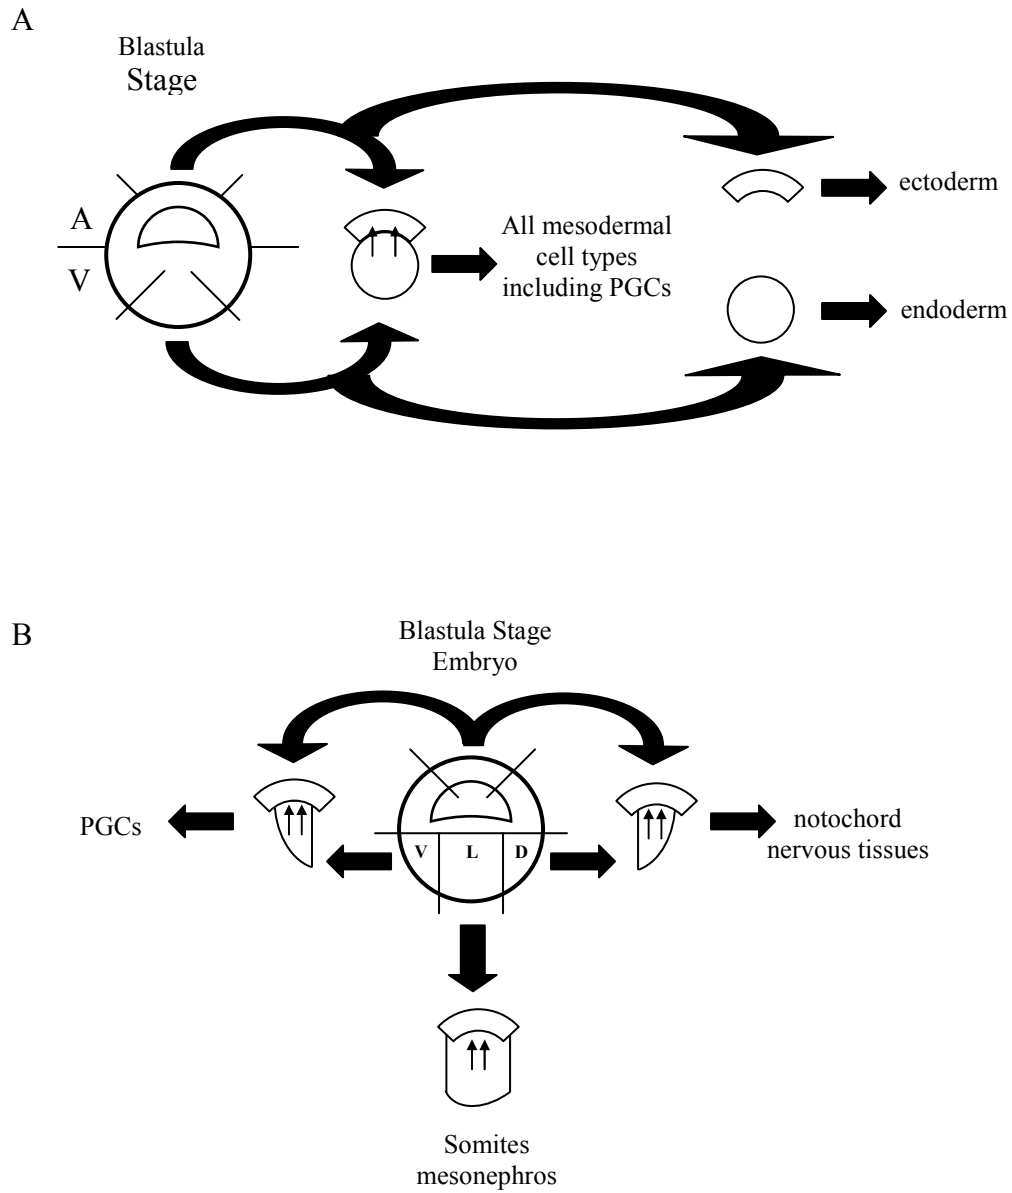 A
Blastula
Stage
A
V
All mesodermal
cell types
including PGCs
ectoderm
endoderm
B
Blastula Stage
Embryo
PGCs
V L D
notochord
nervous tissues
Somites
mesonephros